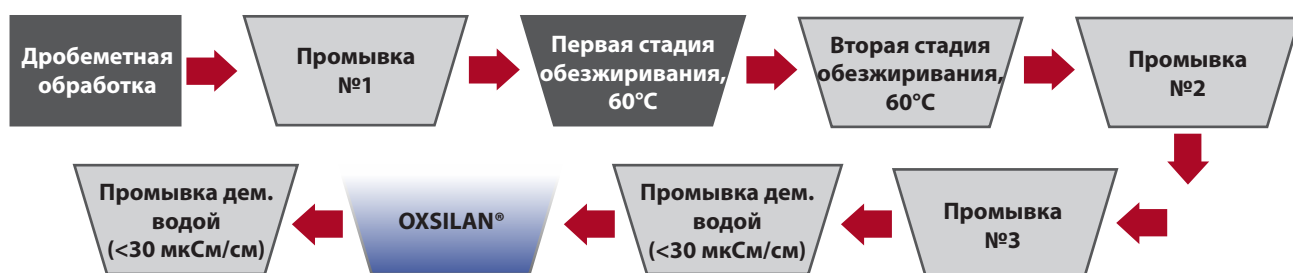 Дробеметная
обработка
Промывка
№1
Первая стадия
обезжиривания,
60°C
Вторая стадия
обезжиривания,
60°C
Промывка
№2
Промывка
№3
Промывка дем.
водой
(<30 мкСм/см)
OXSILAN®
Промывка дем.
водой
(<30 мкСм/см)